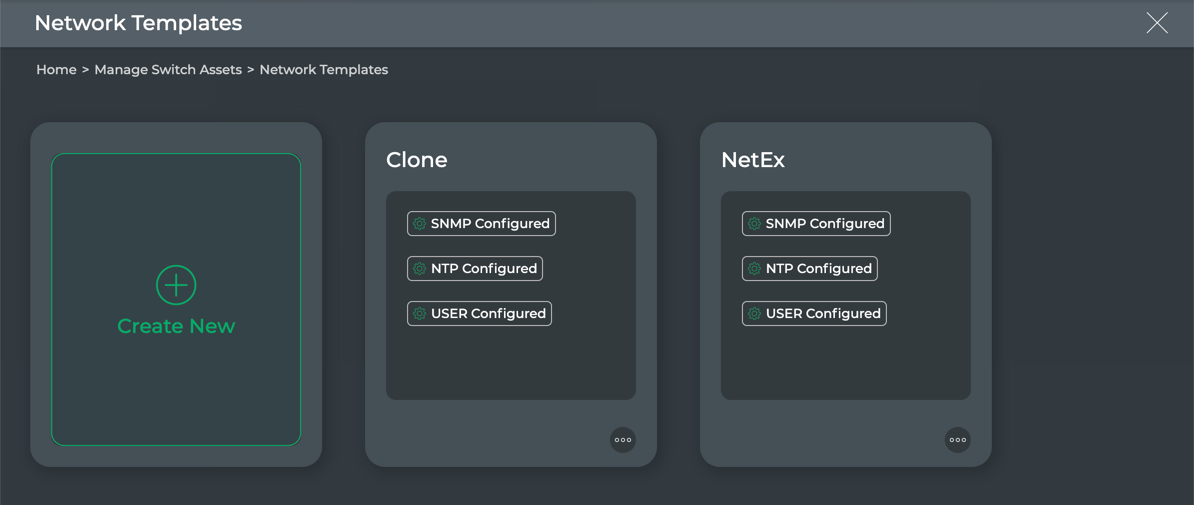 Network Templates
Home > Manage Switch Assets > Network Templates
Create New
Clone
SNMP Configured
NTP Configured
USER Configured
NetEx
SNMP Configured
NTP Configured
USER Configured